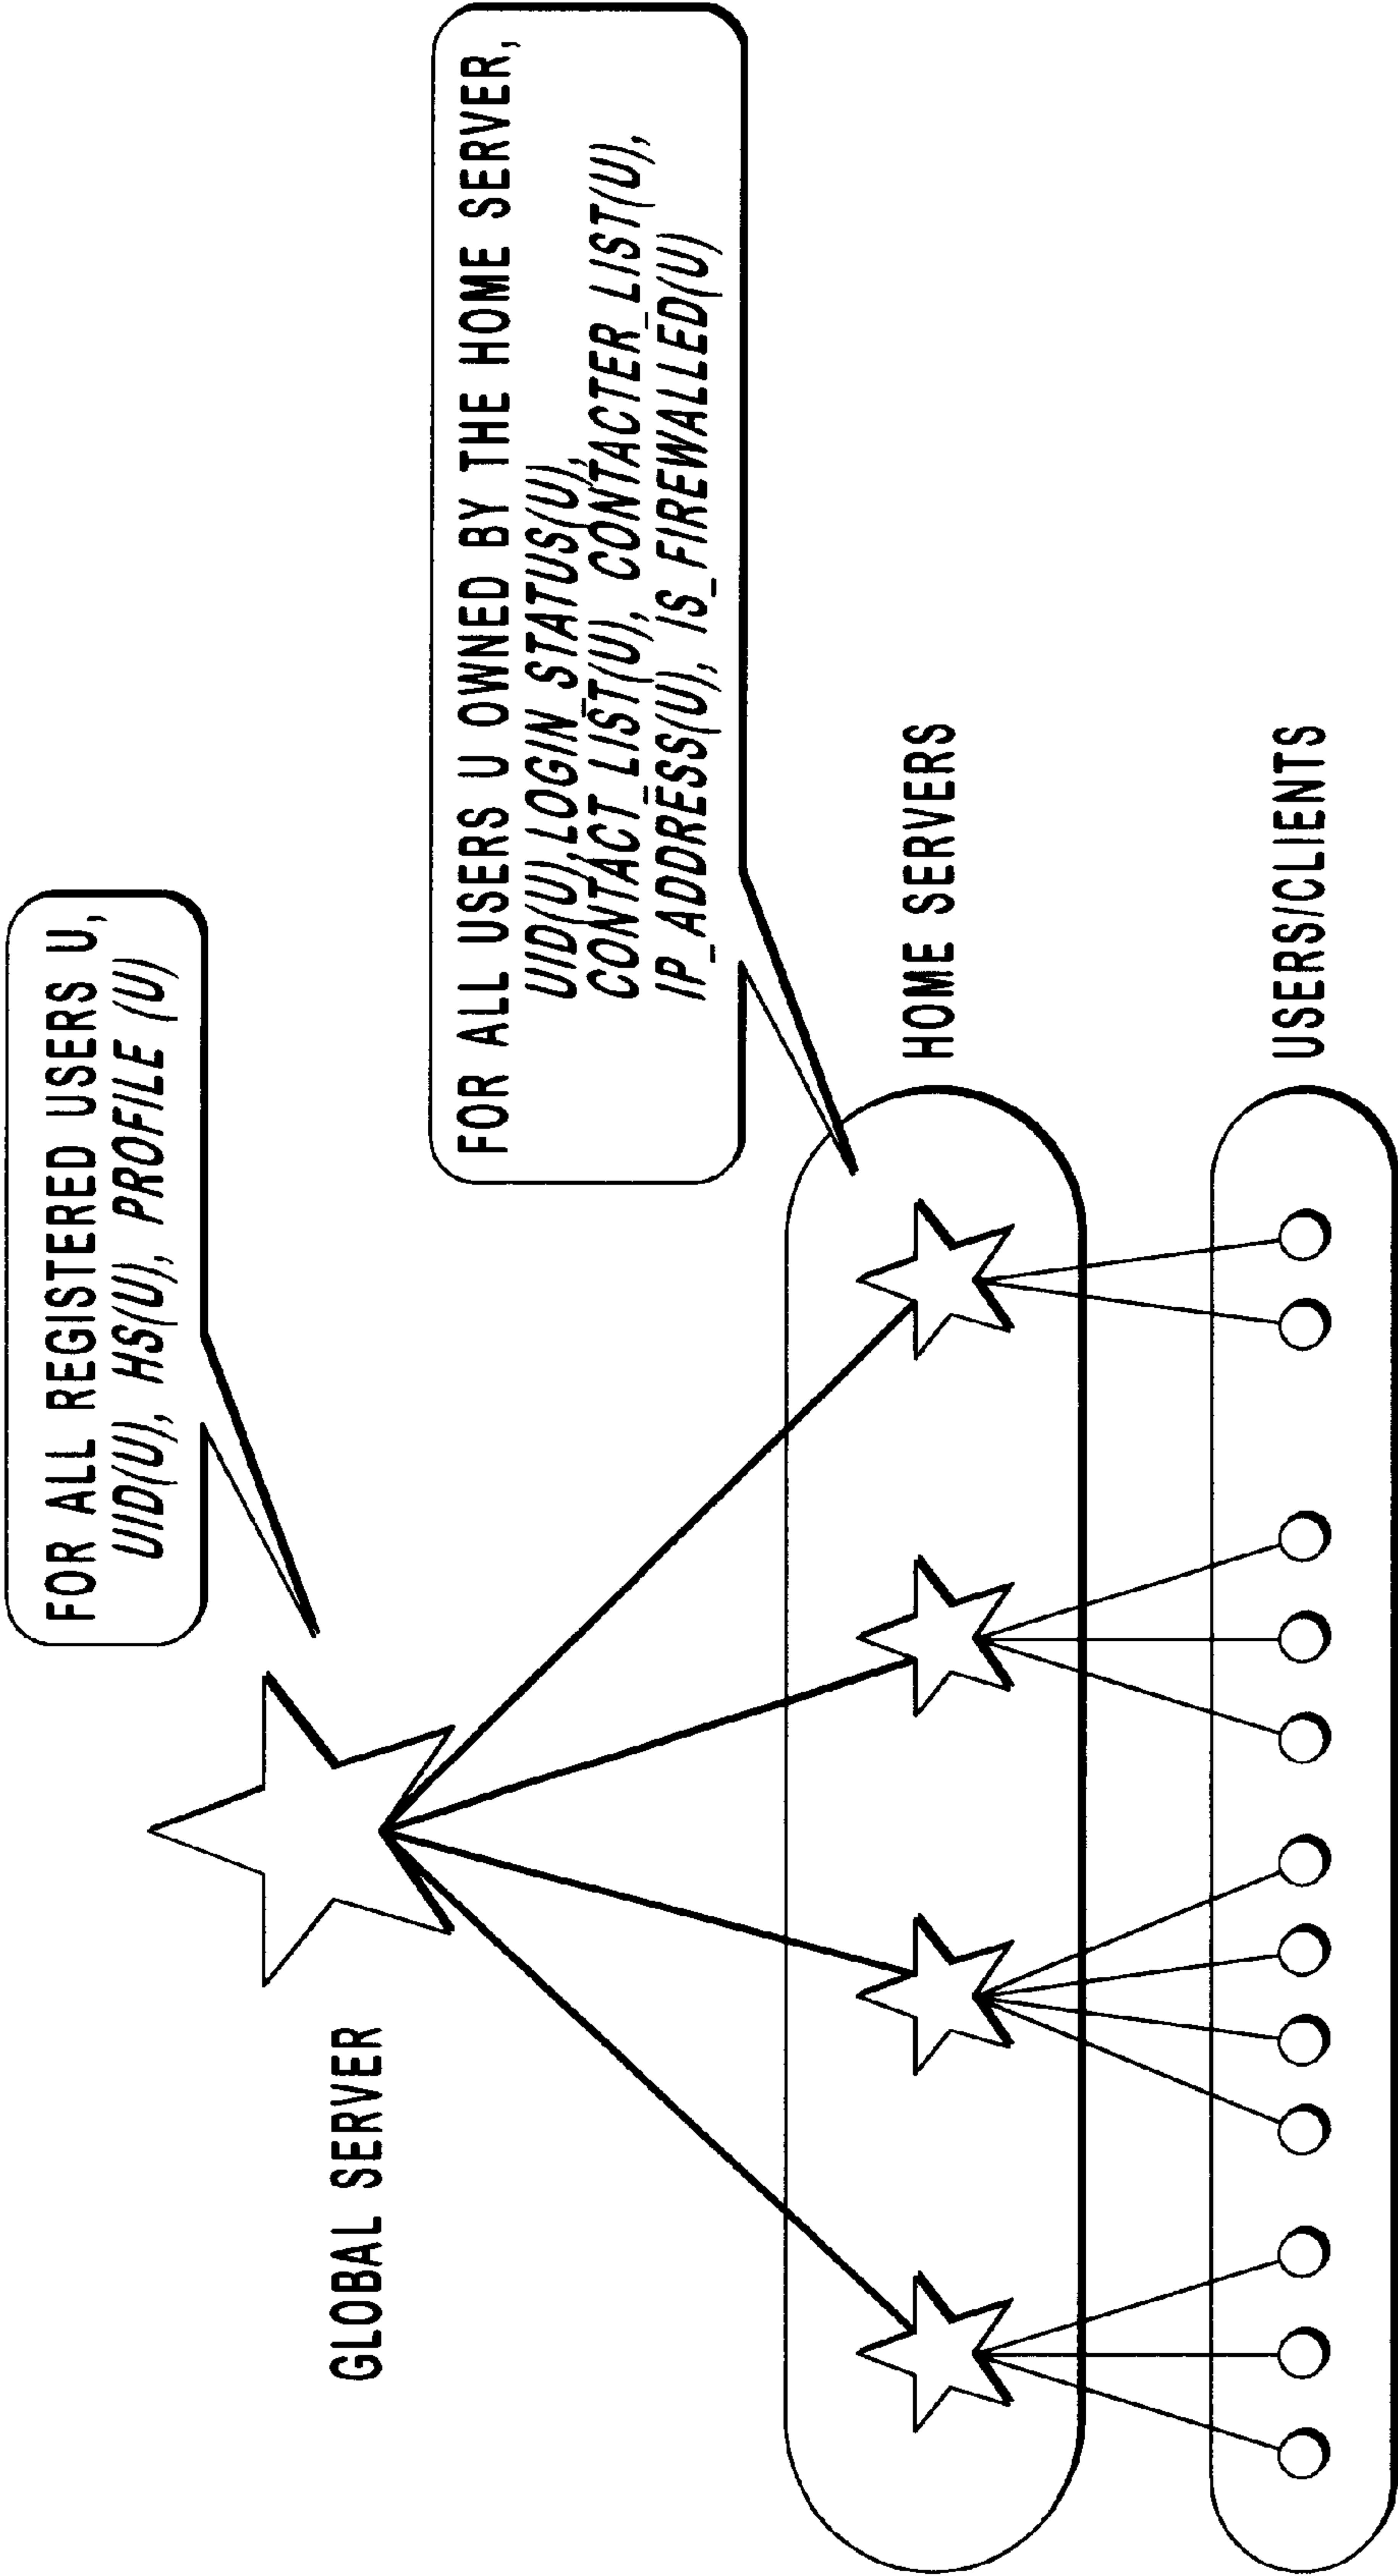 FOR ALL REGISTERED USERS U,
UID(U), HS(U), PROFILE (U)
GLOBAL SERVER
FOR ALL USERS U OWNED BY THE HOME SERVER,
UID(U),LOGIN_STATUS(U),
CONTACT_LIST(U), CONTACTER_LIST(U),
IP_ADDRESS(U), IS_FIREWALLED(U)
HOME SERVERS
USERS/CLIENTS